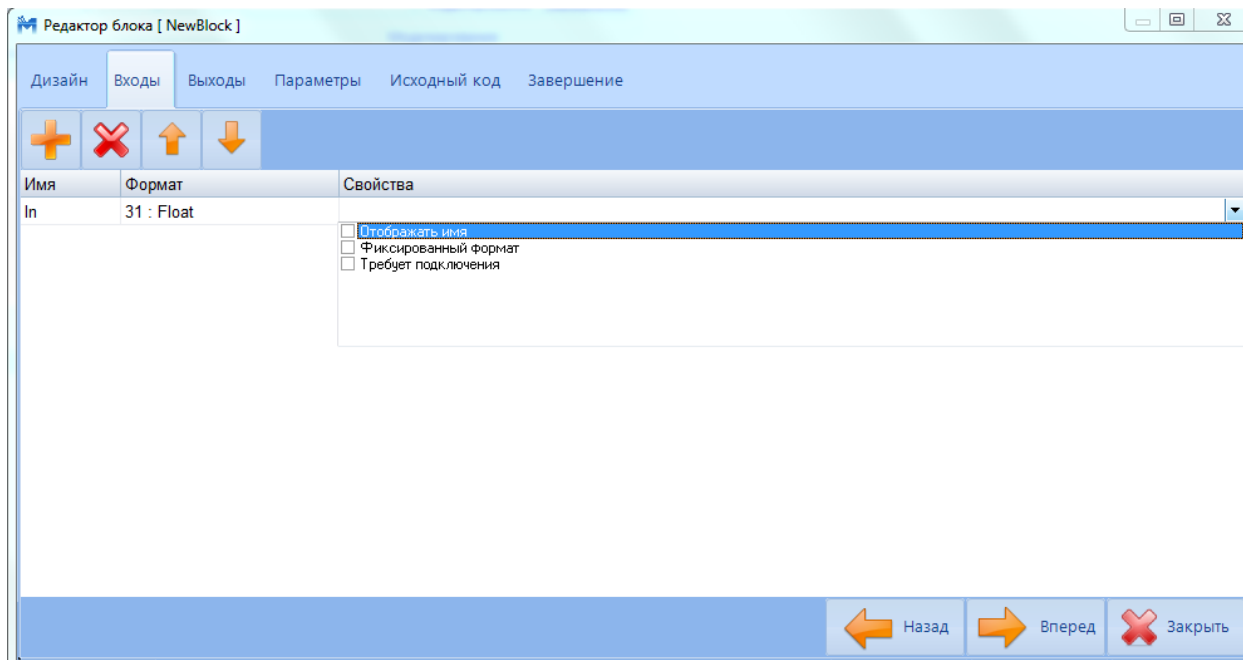 Редактор блока [ NewBlock ]
Дизайн Входы Выходы Параметры Исходный код Завершение
Имя Формат Свойства
In 31 : Float
Отображать имя
Фиксированный формат
Требует подключения
Назад Вперед Закрыть